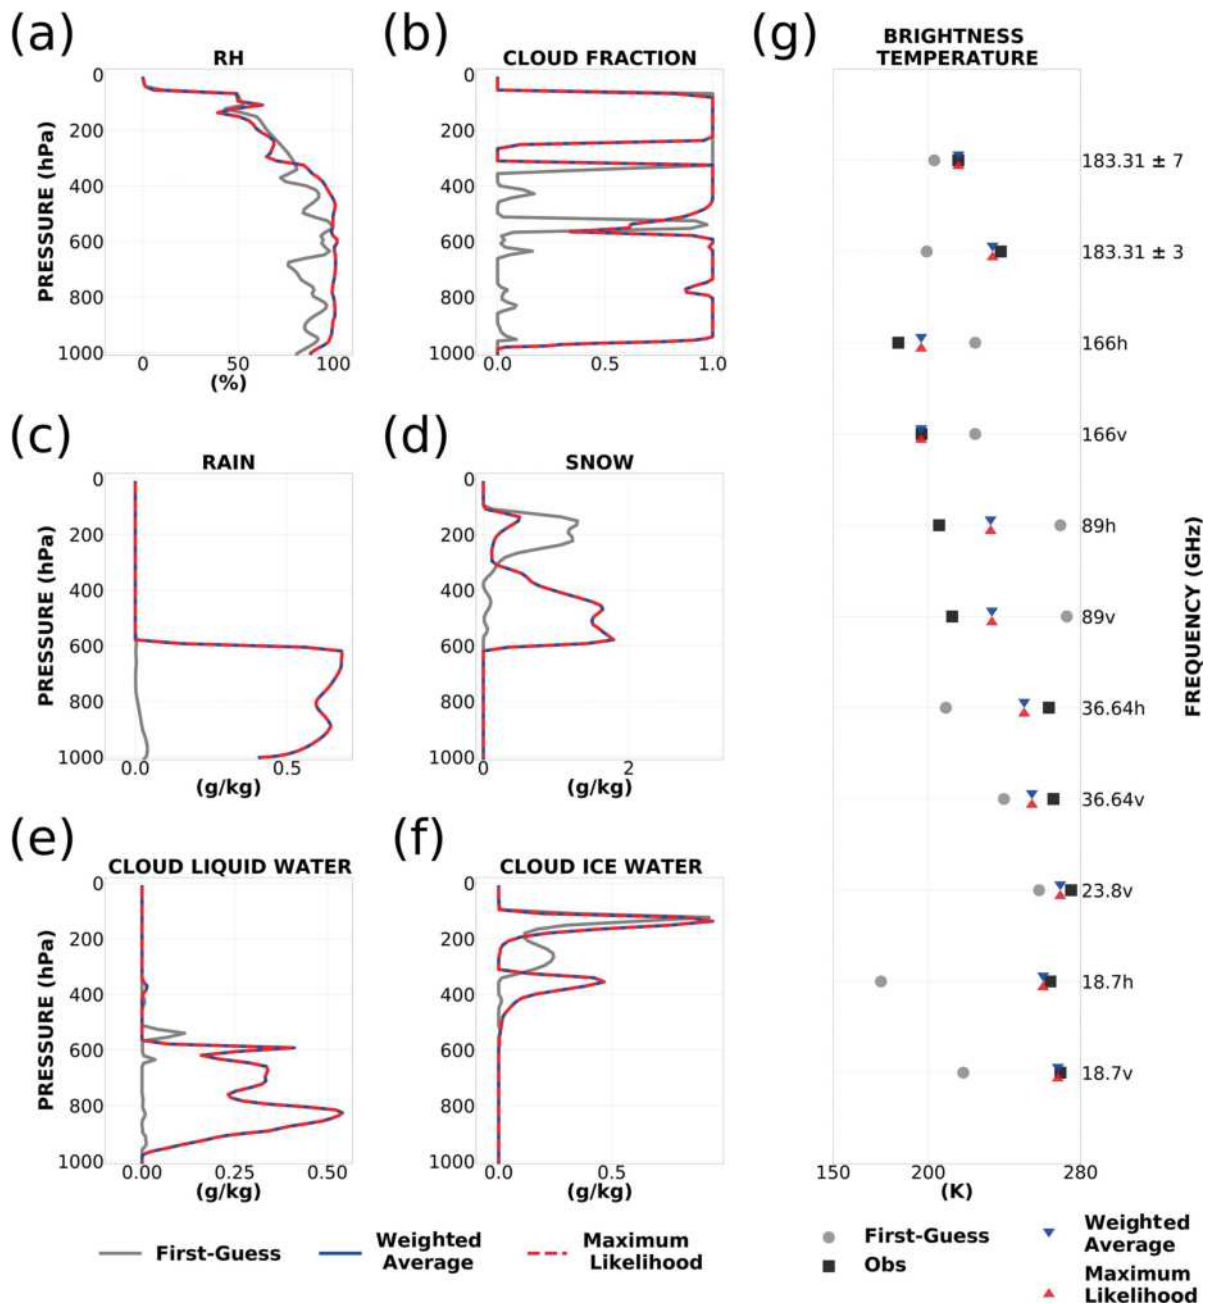 (a)
RH
0
200
400
600
800
1000
PRESSURE (hPa)
0
50
100
(%)
(b)
CLOUD FRACTION
0
200
400
600
800
1000
0.0
0.5
1.0
(c)
RAIN
0
200
400
600
800
1000
PRESSURE (hPa)
0.0
0.5
(g/kg)
(d)
SNOW
0
200
400
600
800
1000
0
2
(g/kg)
(e)
CLOUD LIQUID WATER
0
200
400
600
800
1000
PRESSURE (hPa)
0.0
0.25
0.50
(g/kg)
(f)
CLOUD ICE WATER
0
200
400
600
800
1000
0.0
0.5
(g/kg)
First-Guess
Weighted
Average
Maximum
Likelihood
(g)
BRIGHTNESS
TEMPERATURE
183.31 ± 7
183.31 ± 3
166h
166v
89h
89v
36.64h
36.64v
23.8v
18.7h
18.7v
FREQUENCY (GHz)
150
200
280
(K)
First-Guess
Obs
Weighted
Average
Maximum
Likelihood